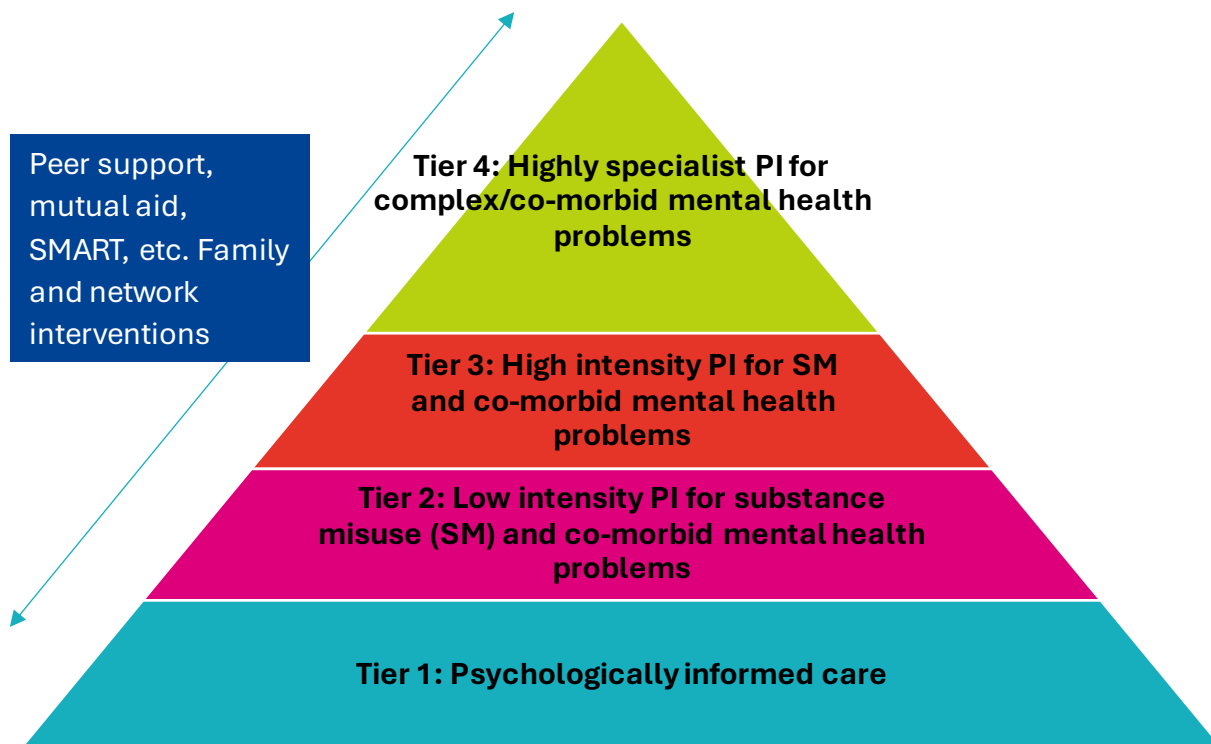 Peer support,
mutual aid,
SMART, etc. Family
and network
interventions
Tier 4: Highly specialist PI for
complex/co-morbid mental health
problems
Tier 3: High intensity PI for SM
and co-morbid mental health
problems
Tier 2: Low intensity PI for substance
misuse (SM) and co-morbid mental health
problems
Tier 1: Psychologically informed care